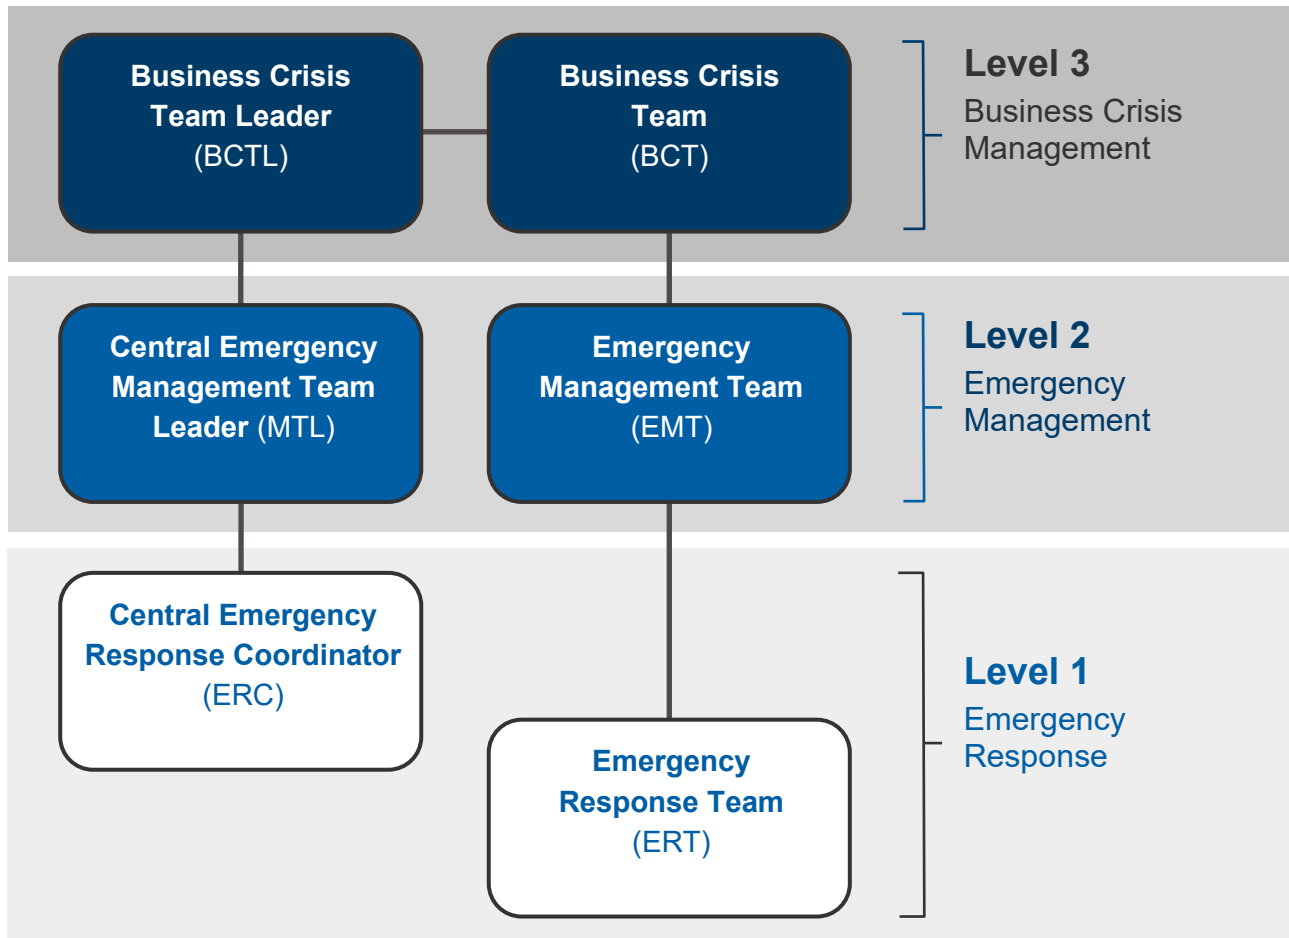 Business Crisis
Team Leader
(BCTL)
Business Crisis
Team
(BCT)
Level 3
Business Crisis
Management
Central Emergency
Management Team
Leader (MTL)
Emergency
Management Team
(EMT)
Level 2
Emergency
Management
Central Emergency
Response Coordinator
(ERC)
Emergency
Response Team
(ERT)
Level 1
Emergency
Response